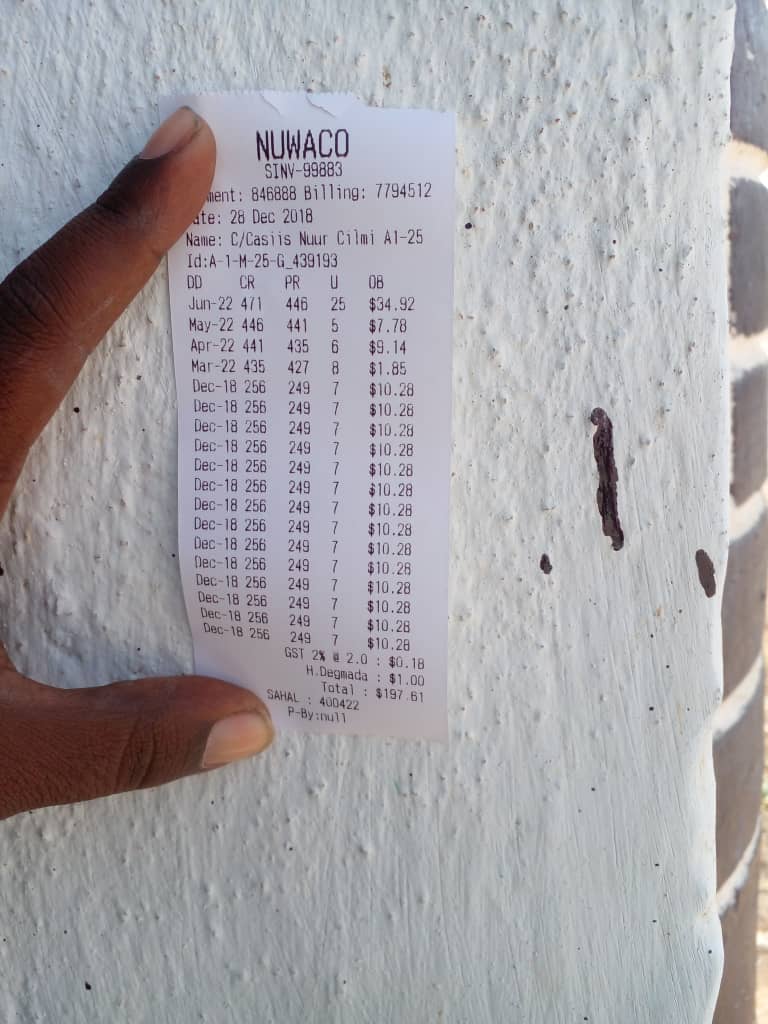 NUWACO
SINV-99883
ment: 846888 Billing: 7794512
ate: 28 Dec 2018
Name: C/Casiis Nuur Cilmi A1-25
Id:A-1-M-25-G_439193
DD CR PR U OB
Jun-22 471 446 25 $34.92
May-22 446 441 5 $7.78
Apr-22 441 435 6 $9.14
Mar-22 435 427 8 $1.85
Dec-18 256 249 7 $10.28
Dec-18 256 249 7 $10.28
Dec-18 256 249 7 $10.28
Dec-18 256 249 7 $10.28
Dec-18 256 249 7 $10.28
Dec-18 256 249 7 $10.28
Dec-18 256 249 7 $10.28
Dec-18 256 249 7 $10.28
Dec-18 256 249 7 $10.28
Dec-18 256 249 7 $10.28
Dec-18 256 249 7 $10.28
Dec-18 256 249 7 $10.28
Dec-18 256 249 7 $10.28
Dec-18 256 249 7 $10.28
GST 2% @ 2.0 : $0.18
H.Degmada : $1.00
Total : $197.61
SAHAL : 400422
P-By:null